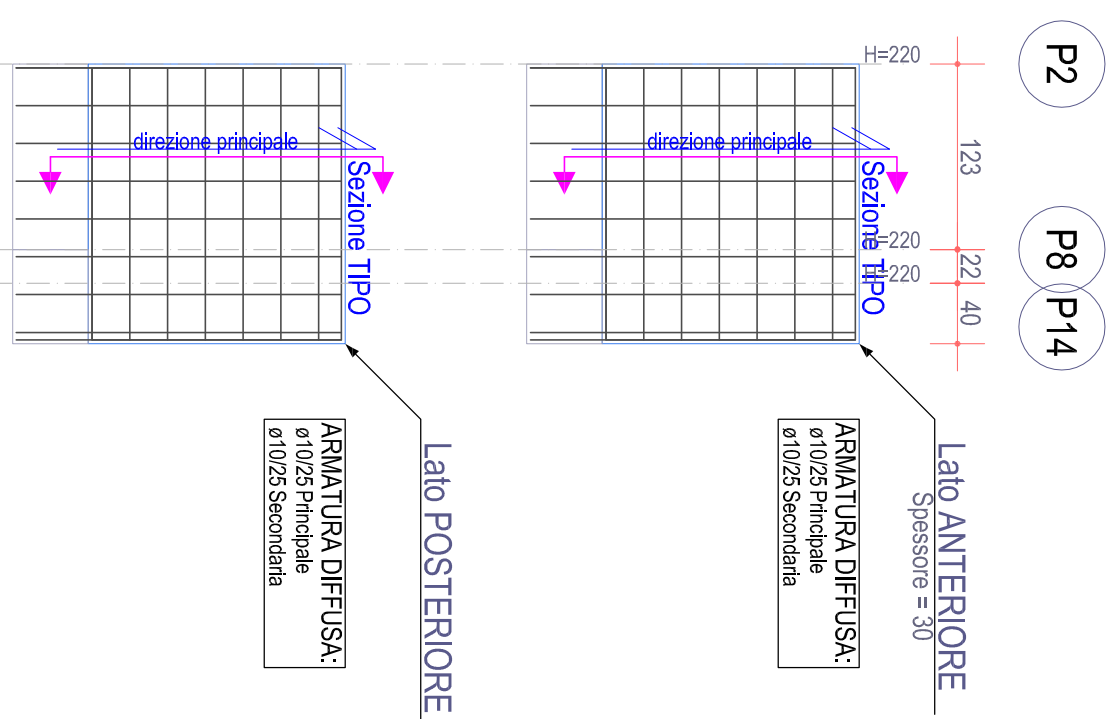 P2
P8
P14
123
22
40
H=220
H=220
H=220
direzione principale
Sezione TIPO
direzione principale
Sezione TIPO
Lato ANTERIORE
Spessore = 30
ARMATURA DIFFUSA:
ø10/25 Principale
ø10/25 Secondaria
Lato POSTERIORE
ARMATURA DIFFUSA:
ø10/25 Principale
ø10/25 Secondaria